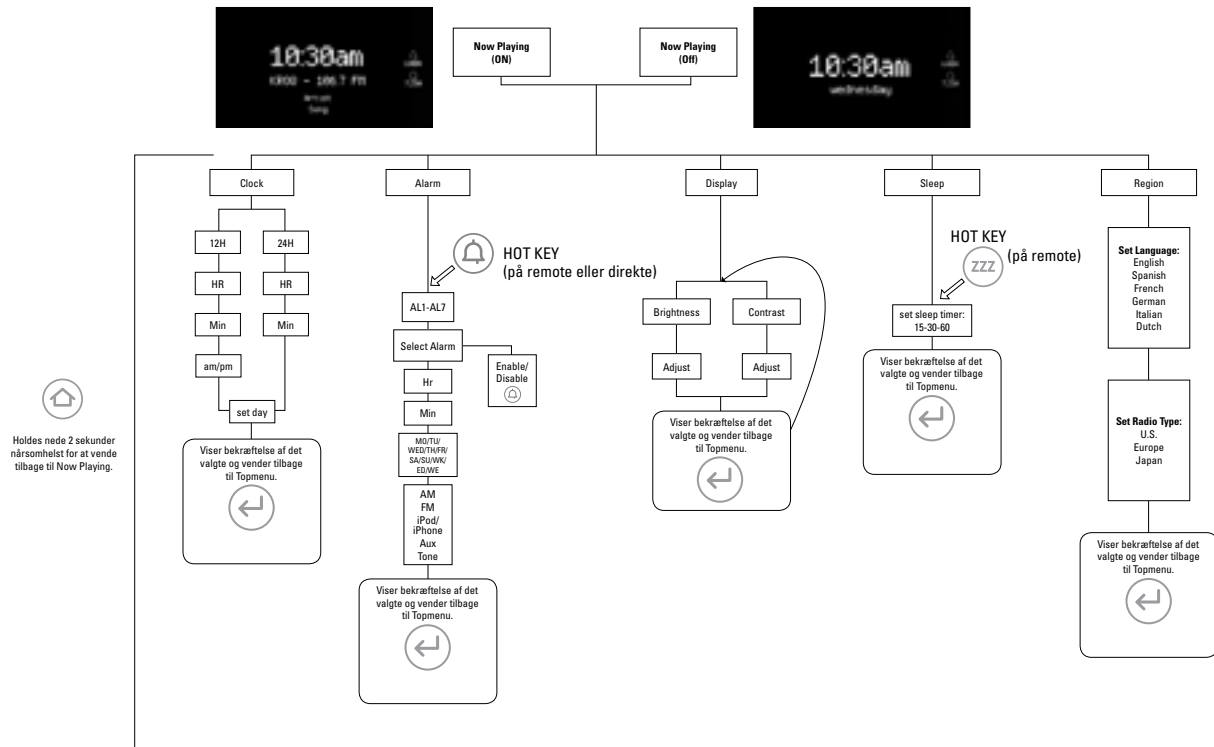 10:30am
KROQ - 106.7 FM
Artist
Song
Now Playing
(ON)
Now Playing
(Off)
10:30am
wednesday
Clock
12H
24H
HR
HR
Min
Min
am/pm
set day
Viser bekræftelse af det
valgte og vender tilbage
til Topmenu.
Alarm
HOT KEY
(på remote eller direkte)
AL1-AL7
Select Alarm
Enable/
Disable
Hr
Min
MO/TU/
WED/TH/FR/
SA/SU/WK/
ED/WE
AM
FM
iPod/
iPhone
Aux
Tone
Viser bekræftelse af det
valgte og vender tilbage
til Topmenu.
Display
Brightness
Contrast
Adjust
Adjust
Viser bekræftelse af det
valgte og vender tilbage
til Topmenu.
Sleep
HOT KEY
(på remote)
ZZZ
set sleep timer:
15-30-60
Viser bekræftelse af det
valgte og vender tilbage
til Topmenu.
Region
Set Language:
English
Spanish
French
German
Italian
Dutch
Set Radio Type:
U.S.
Europe
Japan
Viser bekræftelse af det
valgte og vender tilbage
til Topmenu.
Holdes nede 2 sekunder
nårsomhelst for at vende
tilbage til Now Playing.